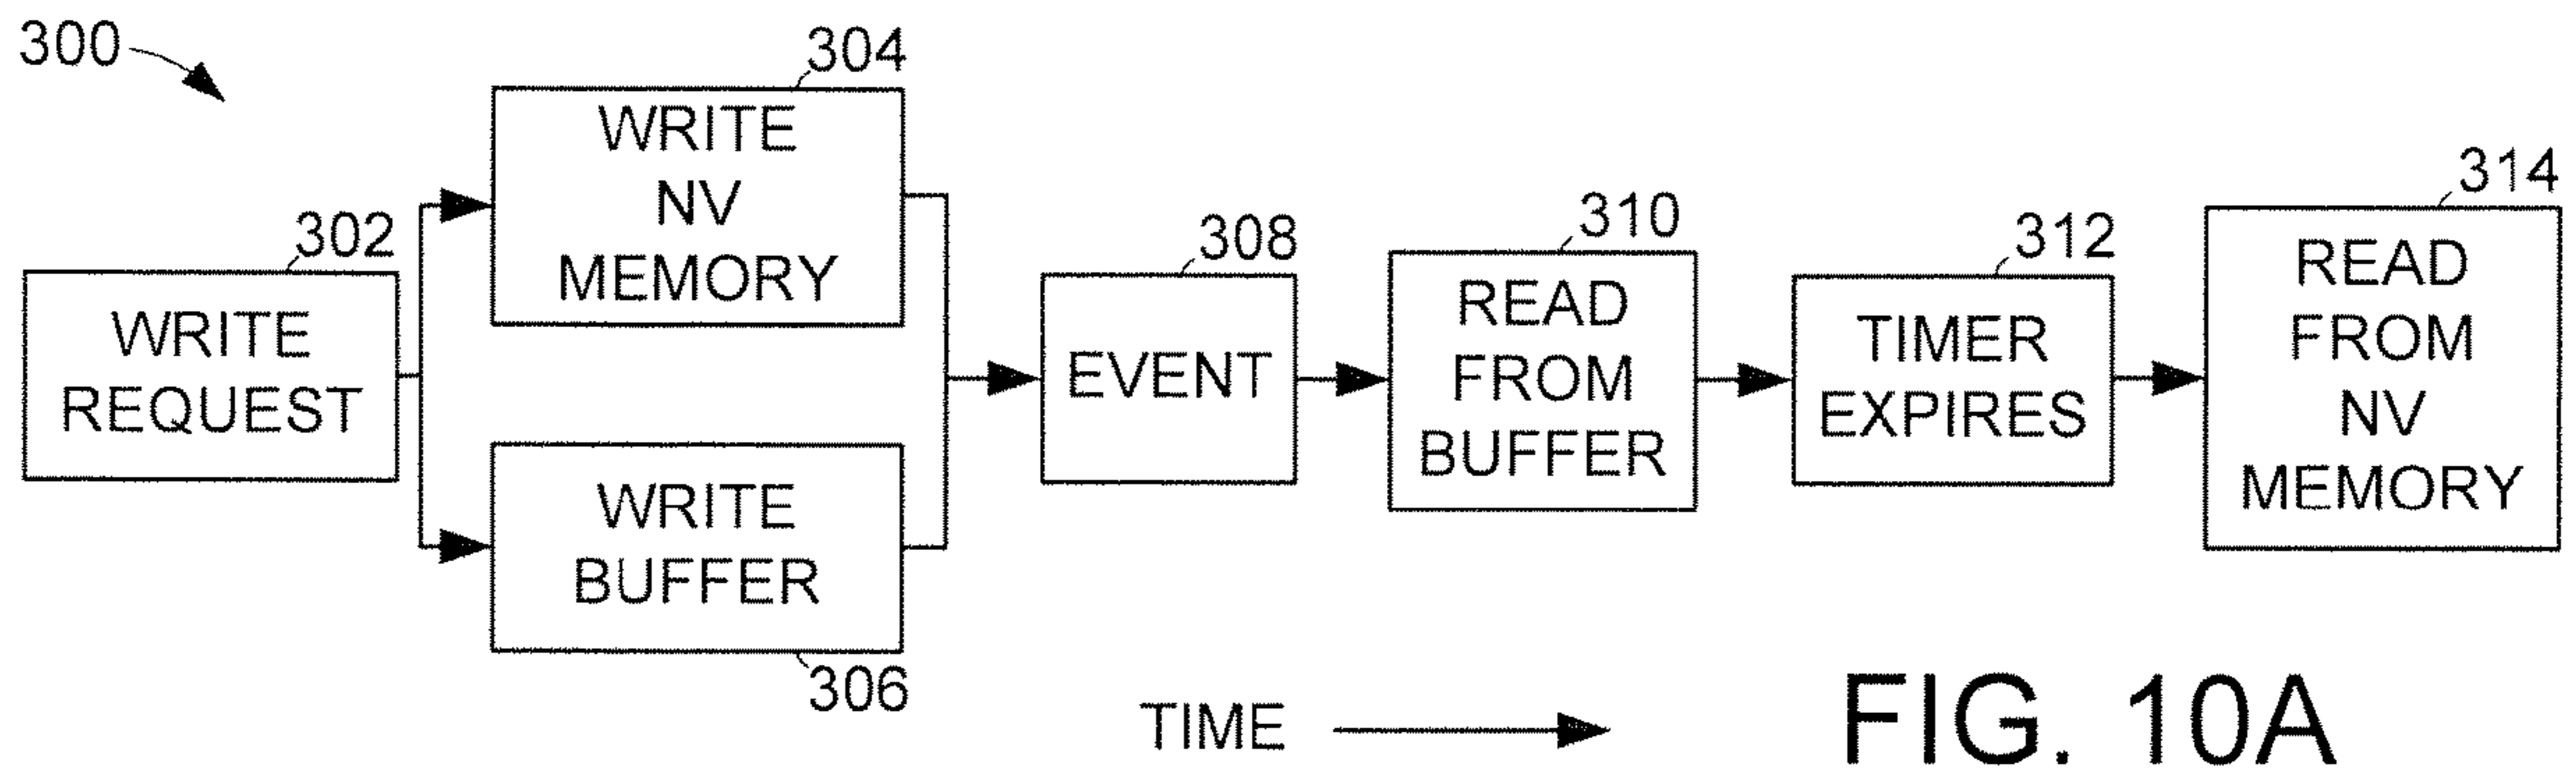 300
302
WRITE
REQUEST
304
WRITE
NV
MEMORY
WRITE
BUFFER
306
308
EVENT
310
READ
FROM
BUFFER
312
TIMER
EXPIRES
314
READ
FROM
NV
MEMORY
TIME
FIG. 10A